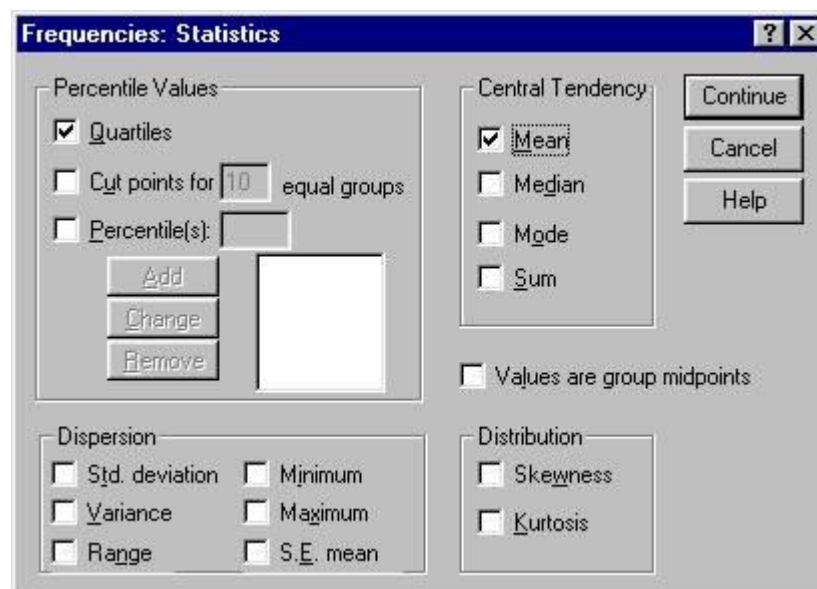 Frequencies: Statistics
Percentile Values
Quartiles
Cut points for 10 equal groups
Percentile(s):
Add
Change
Remove
Central Tendency
Mean
Median
Mode
Sum
Continue
Cancel
Help
Values are group midpoints
Dispersion
Std. deviation Minimum
Variance Maximum
Range S.E. mean
Distribution
Skewness
Kurtosis